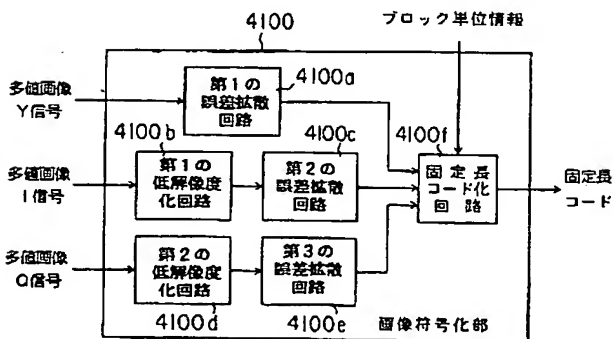 4100
ブロック単位情報
多値画像
Y信号
第1の
誤差拡散
回路
4100a
4100b
4100c
4100f
多値画像
I信号
第1の
低解像度
化回路
第2の
誤差拡散
回路
固定長
コード化
回路
固定長
コード
多値画像
Q信号
第2の
低解像度
化回路
第3の
誤差拡散
回路
4100d
4100e
画像符号化部